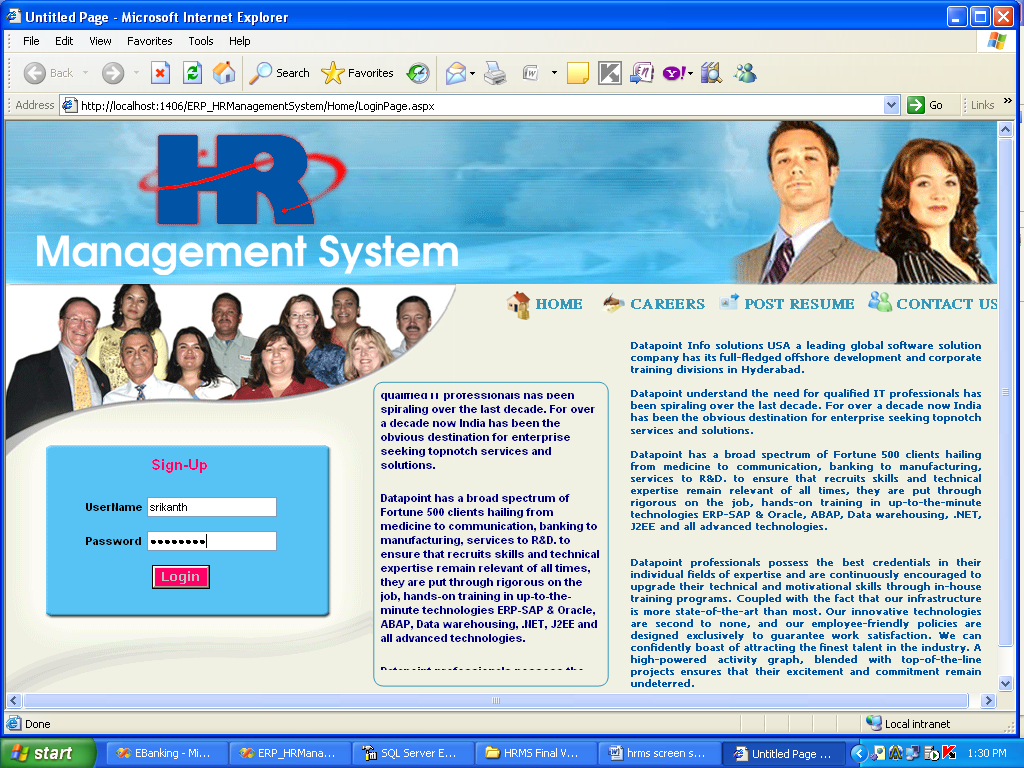 Untitled Page - Microsoft Internet Explorer
File Edit View Favorites Tools Help
Back Search Favorites
Address http://localhost:1406/ERP_HRManagementSystem/Home/LoginPage.aspx Go Links »
HR
Management System
HOME CAREERS POST RESUME CONTACT US
Sign-Up
UserName srikanth
Password ••••••••
Login
qualified IT professionals has been
spiraling over the last decade. For over
a decade now India has been the
obvious destination for enterprise
seeking topnotch services and
solutions.
Datapoint has a broad spectrum of
Fortune 500 clients hailing from
medicine to communication, banking to
manufacturing, services to R&D. to
ensure that recruits skills and technical
expertise remain relevant of all times,
they are put through rigorous on the
job, hands-on training in up-to-the-
minute technologies ERP-SAP & Oracle,
ABAP, Data warehousing, .NET, J2EE and
all advanced technologies.
Datapoint professionals possess the
Datapoint Info solutions USA a leading global software solution
company has its full-fledged offshore development and corporate
training divisions in Hyderabad.
Datapoint understand the need for qualified IT professionals has
been spiraling over the last decade. For over a decade now India
has been the obvious destination for enterprise seeking topnotch
services and solutions.
Datapoint has a broad spectrum of Fortune 500 clients hailing
from medicine to communication, banking to manufacturing,
services to R&D. to ensure that recruits skills and technical
expertise remain relevant of all times, they are put through
rigorous on the job, hands-on training in up-to-the-minute
technologies ERP-SAP & Oracle, ABAP, Data warehousing, .NET,
J2EE and all advanced technologies.
Datapoint professionals possess the best credentials in their
individual fields of expertise and are continuously encouraged to
upgrade their technical and motivational skills through in-house
training programs. Coupled with the fact that our infrastructure
is more state-of-the-art than most. Our innovative technologies
are second to none, and our employee-friendly policies are
designed exclusively to guarantee work satisfaction. We can
confidently boast of attracting the finest talent in the industry. A
high-powered activity graph, blended with top-of-the-line
projects ensures that their excitement and commitment remain
undeterred.
Done Local intranet
start EBanking - Mi... ERP_HRMana... SQL Server E... HRMS Final V... hrms screen s... Untitled Page ... 1:30 PM